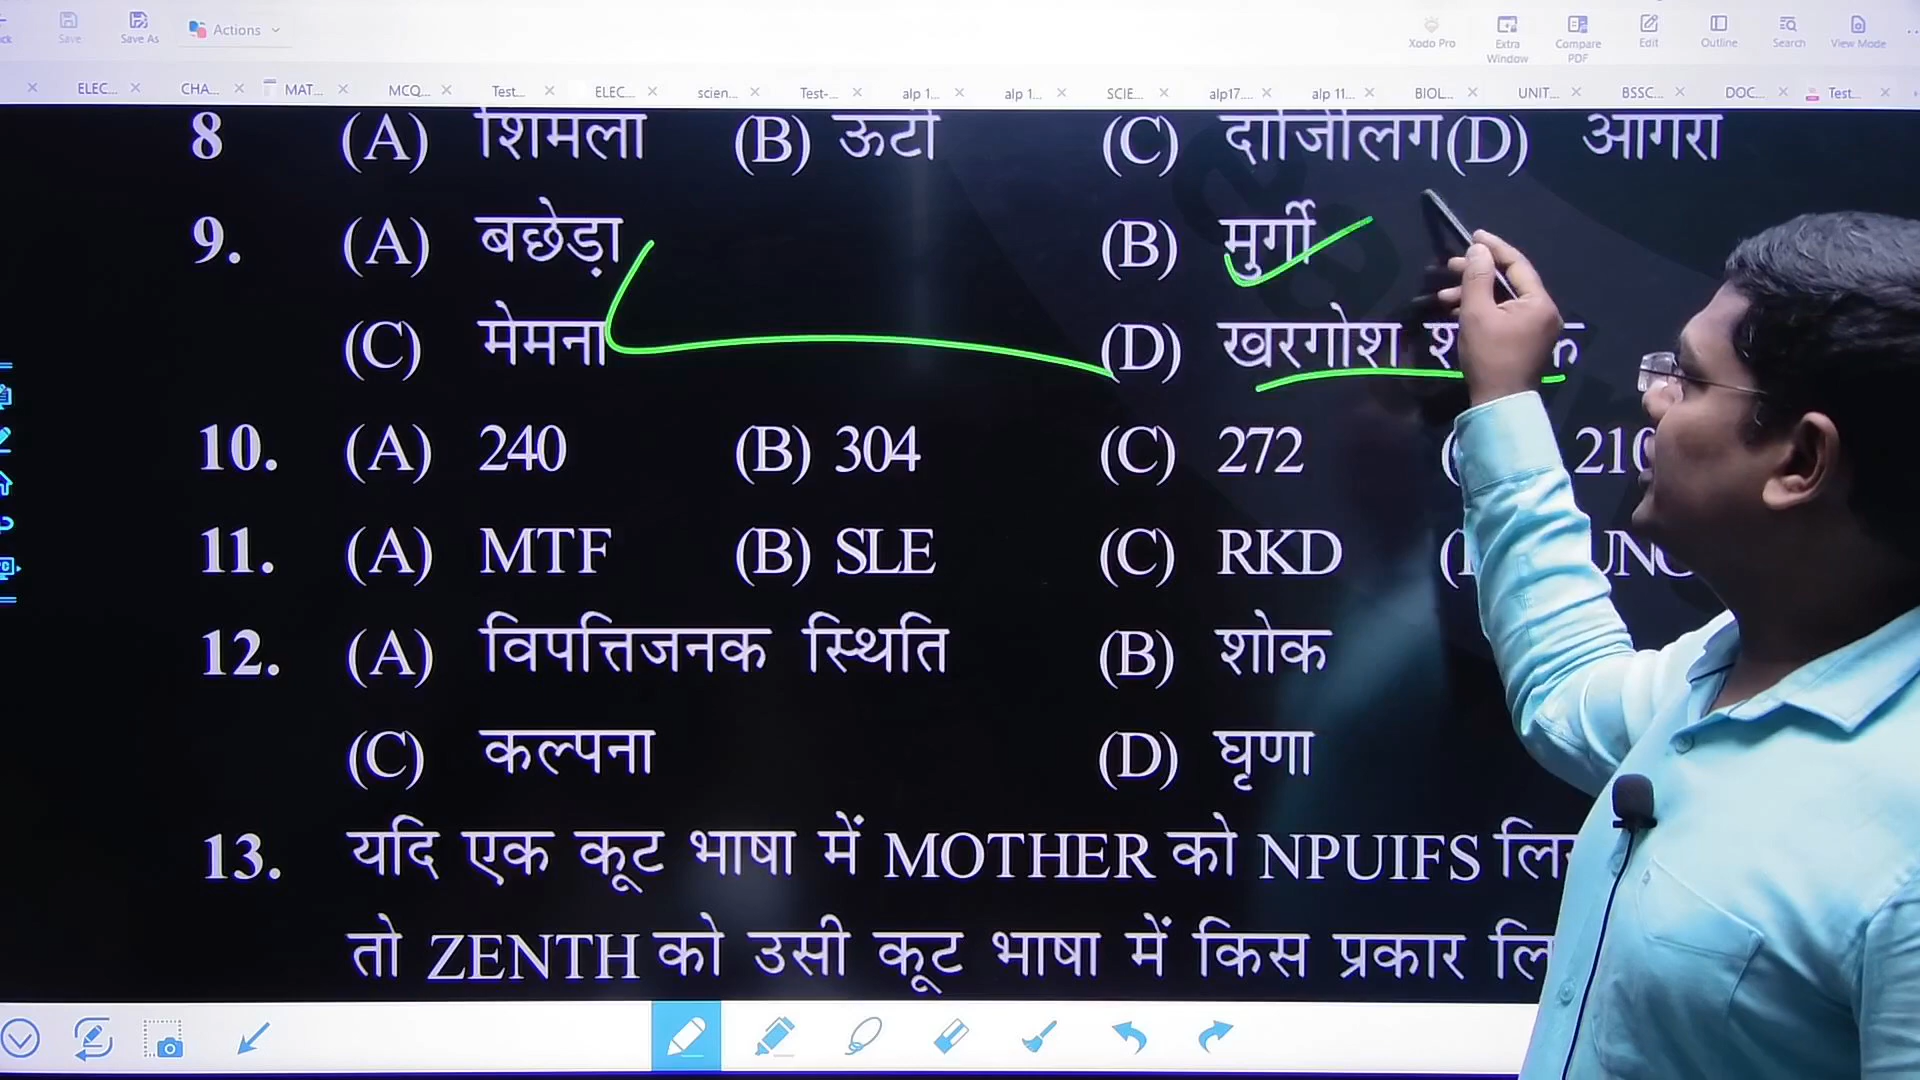 Save
Save As
Actions
Xodo Pro
Extra Window
Compare PDF
Edit
Outline
Search
View Mode
ELEC... CHA... MAT... MCQ... Test... ELEC... scien... Test-... alp 1... alp 1... SCIE... alp17.... alp 11... BIOL... UNIT... BSSC... DOC... Test...
8 (A) शिमला (B) ऊटी (C) दार्जीलिंग (D) आगरा
9. (A) बछेड़ा (B) मुर्गी
(C) मेमना (D) खरगोश
10. (A) 240 (B) 304 (C) 272 210
11. (A) MTF (B) SLE (C) RKD
12. (A) विपत्तिजनक स्थिति (B) शोक
(C) कल्पना (D) घृणा
13. यदि एक कूट भाषा में MOTHER को NPUIFS
तो ZENTH को उसी कूट भाषा में किस प्रकार